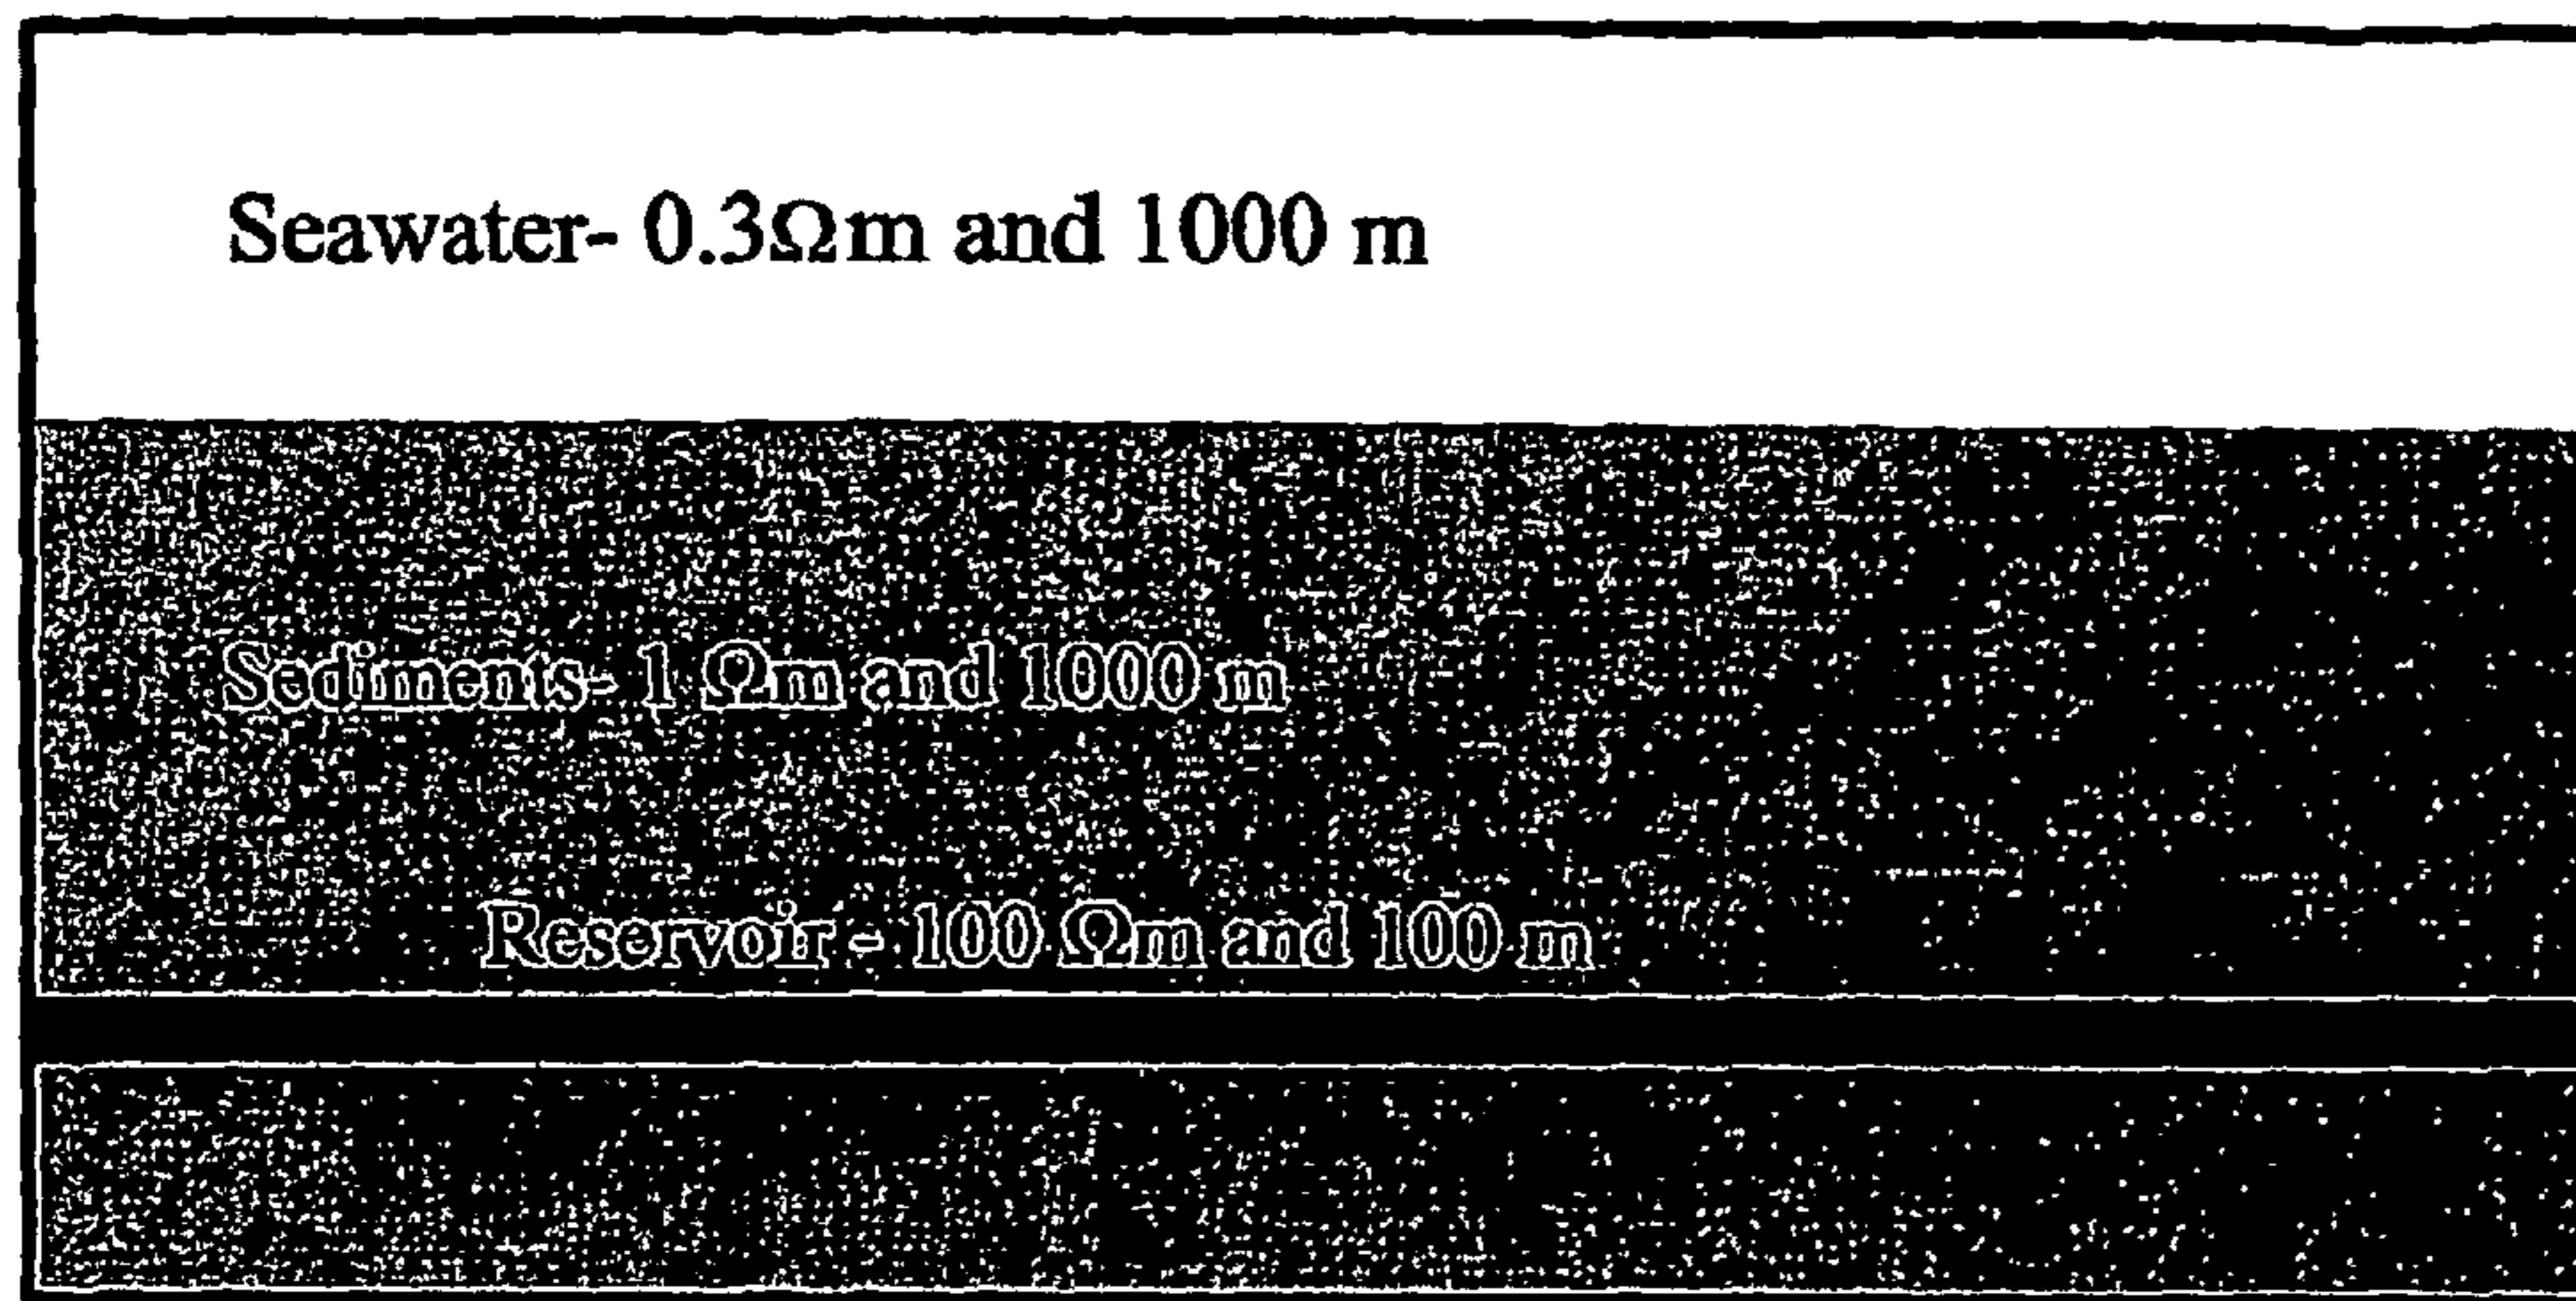 Seawater- 0.3Ωm and 1000 m
Sediments- 1 Ωm and 1000 m
Reservoir - 100 Ωm and 100 m